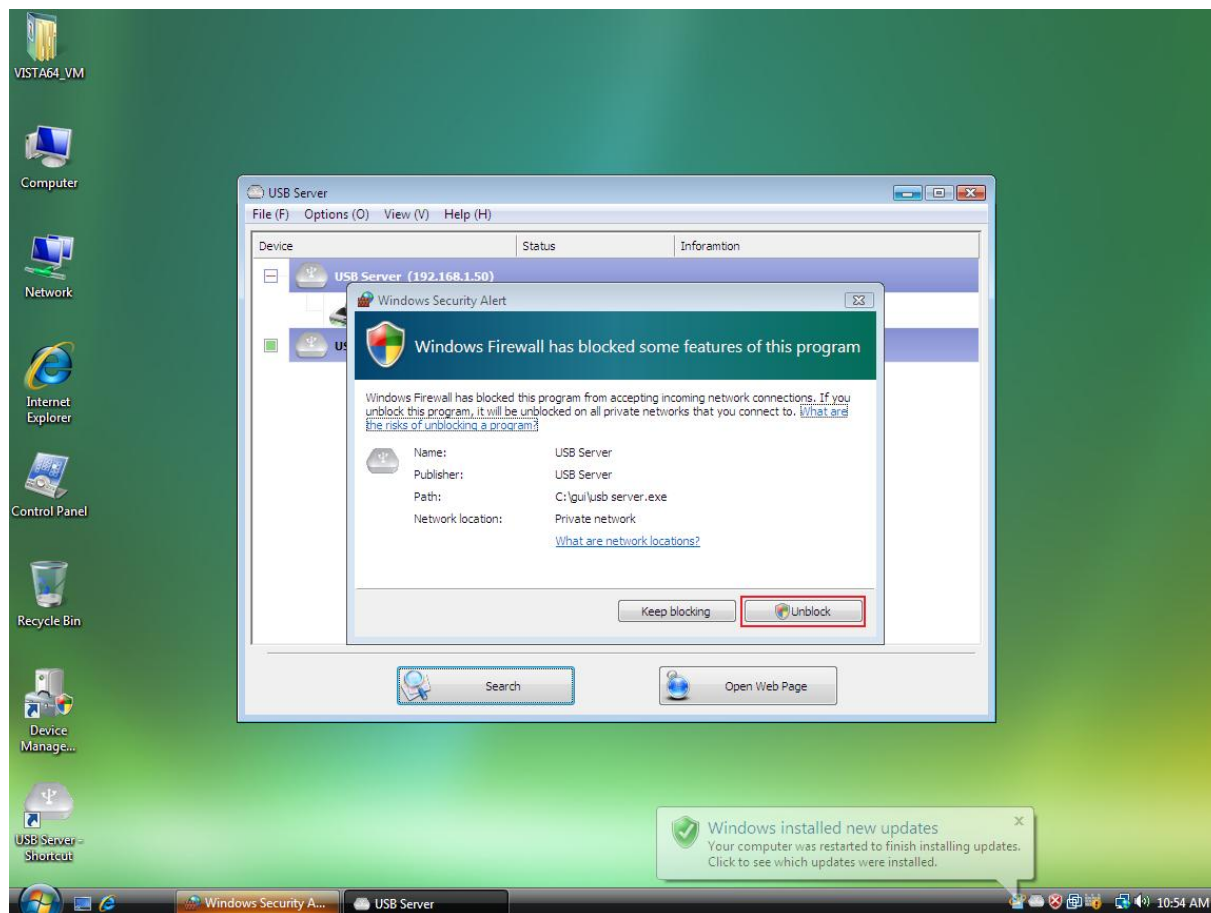 VISTA64_VM
Computer
Network
Internet
Explorer
Control Panel
Recycle Bin
Device
Manage...
USB Server -
Shortcut
USB Server
File (F) Options (O) View (V) Help (H)
Device Status Inforamtion
USB Server (192.168.1.50)
Windows Security Alert
Windows Firewall has blocked some features of this program
Windows Firewall has blocked this program from accepting incoming network connections. If you
unblock this program, it will be unblocked on all private networks that you connect to. What are
the risks of unblocking a program?
Name: USB Server
Publisher: USB Server
Path: C:\gui\usb server.exe
Network location: Private network
What are network locations?
Keep blocking Unblock
Search Open Web Page
Windows installed new updates
Your computer was restarted to finish installing updates.
Click to see which updates were installed.
Windows Security A... USB Server 10:54 AM